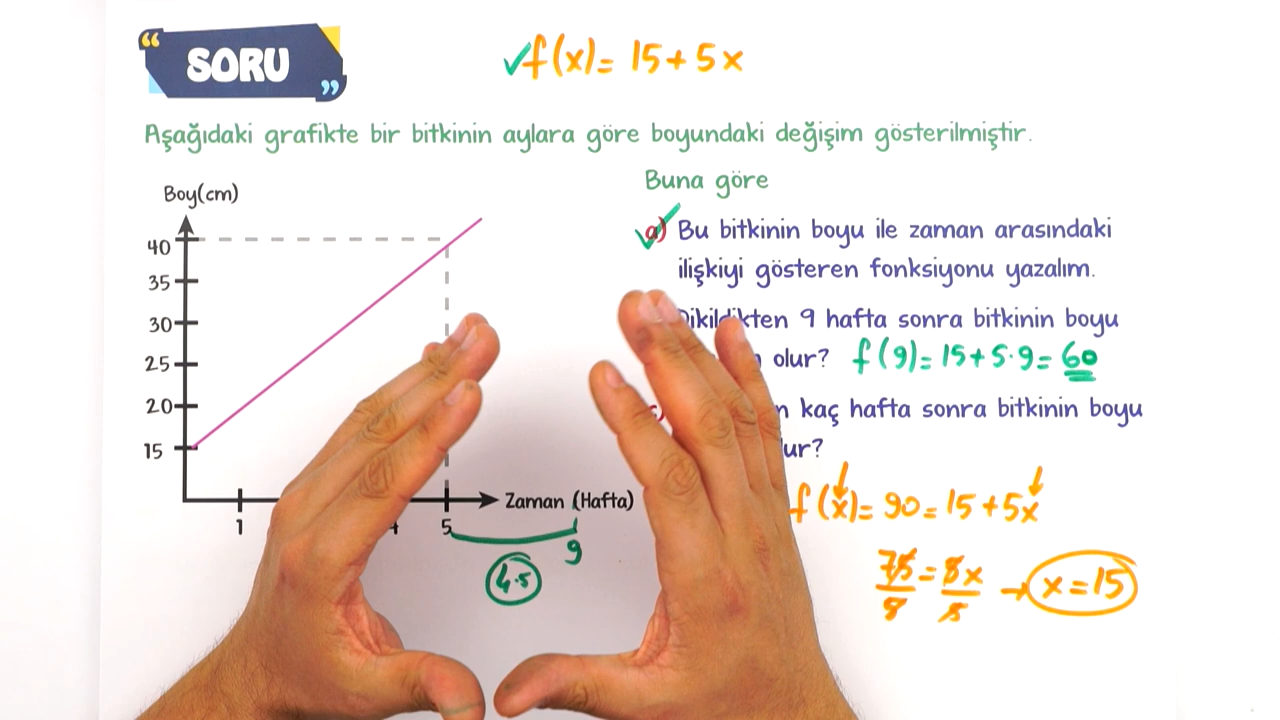 SORU
✓f(x)= 15+5x
Aşağıdaki grafikte bir bitkinin aylara göre boyundaki değişim gösterilmiştir.
Boy(cm)
40
35
30
25
20
15
1
5
Zaman (Hafta)
9
4.5
Buna göre
a) Bu bitkinin boyu ile zaman arasındaki
ilişkiyi gösteren fonksiyonu yazalım.
9 hafta sonra bitkinin boyu
olur? f(9)=15+5·9=60
kaç hafta sonra bitkinin boyu
f(x)= 90=15+5x
75/5=5x/5 → x=15